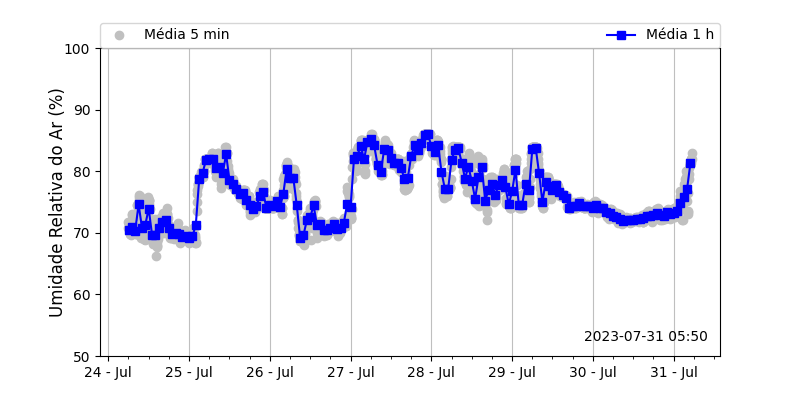 Média 5 min
Média 1 h
Umidade Relativa do Ar (%)
100
90
80
70
60
50
2023-07-31 05:50
24 - Jul
25 - Jul
26 - Jul
27 - Jul
28 - Jul
29 - Jul
30 - Jul
31 - Jul